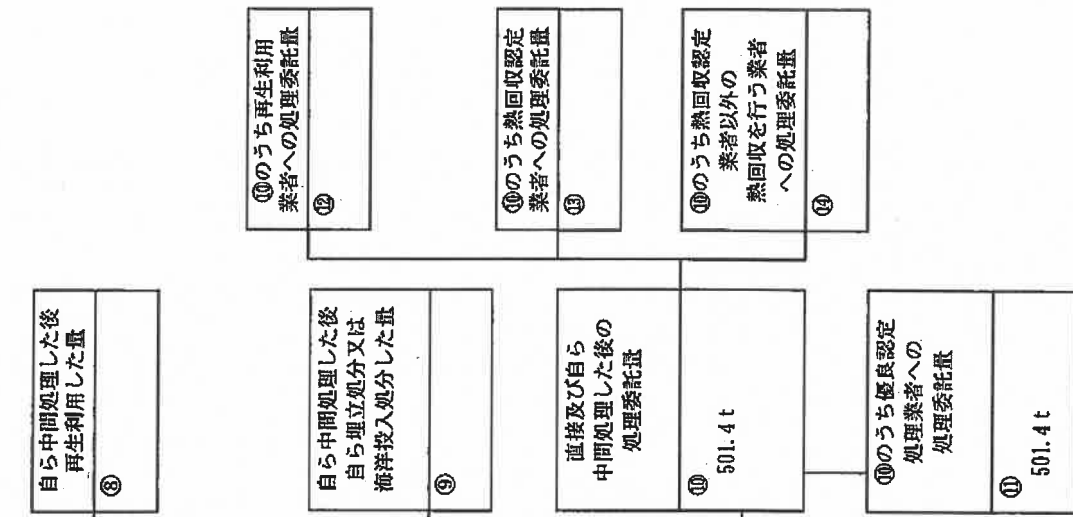 自ら中間処理した後
再生利用した量
⑧
自ら中間処理した後
自ら埋立処分又は
海洋投入処分した量
⑨
直接及び自ら
中間処理した後の
処理委託量
⑩
501.4 t
⑩のうち優良認定
処理業者への
処理委託量
⑪
501.4 t
⑩のうち再生利用
業者への処理委託量
⑫
⑩のうち熱回収認定
業者への処理委託量
⑬
⑩のうち熱回収認定
業者以外の
熱回収を行う業者
への処理委託量
⑭